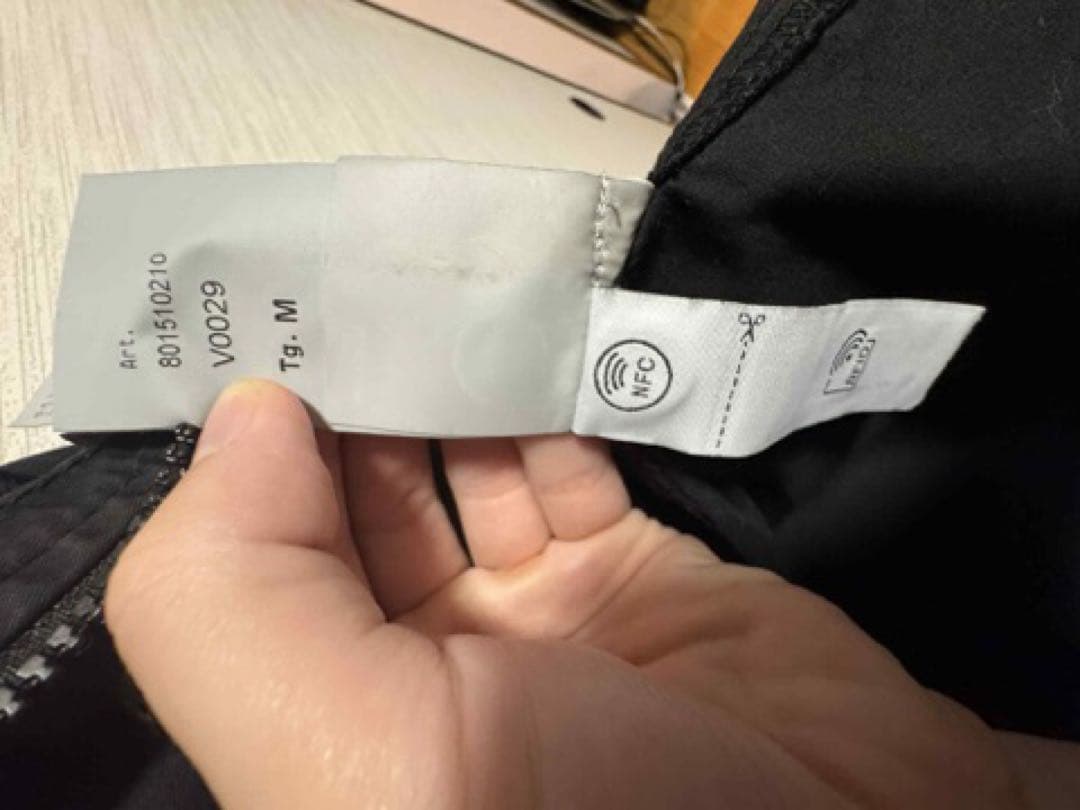 Art.
801510210
V0029
Tg. M
NFC
RFID